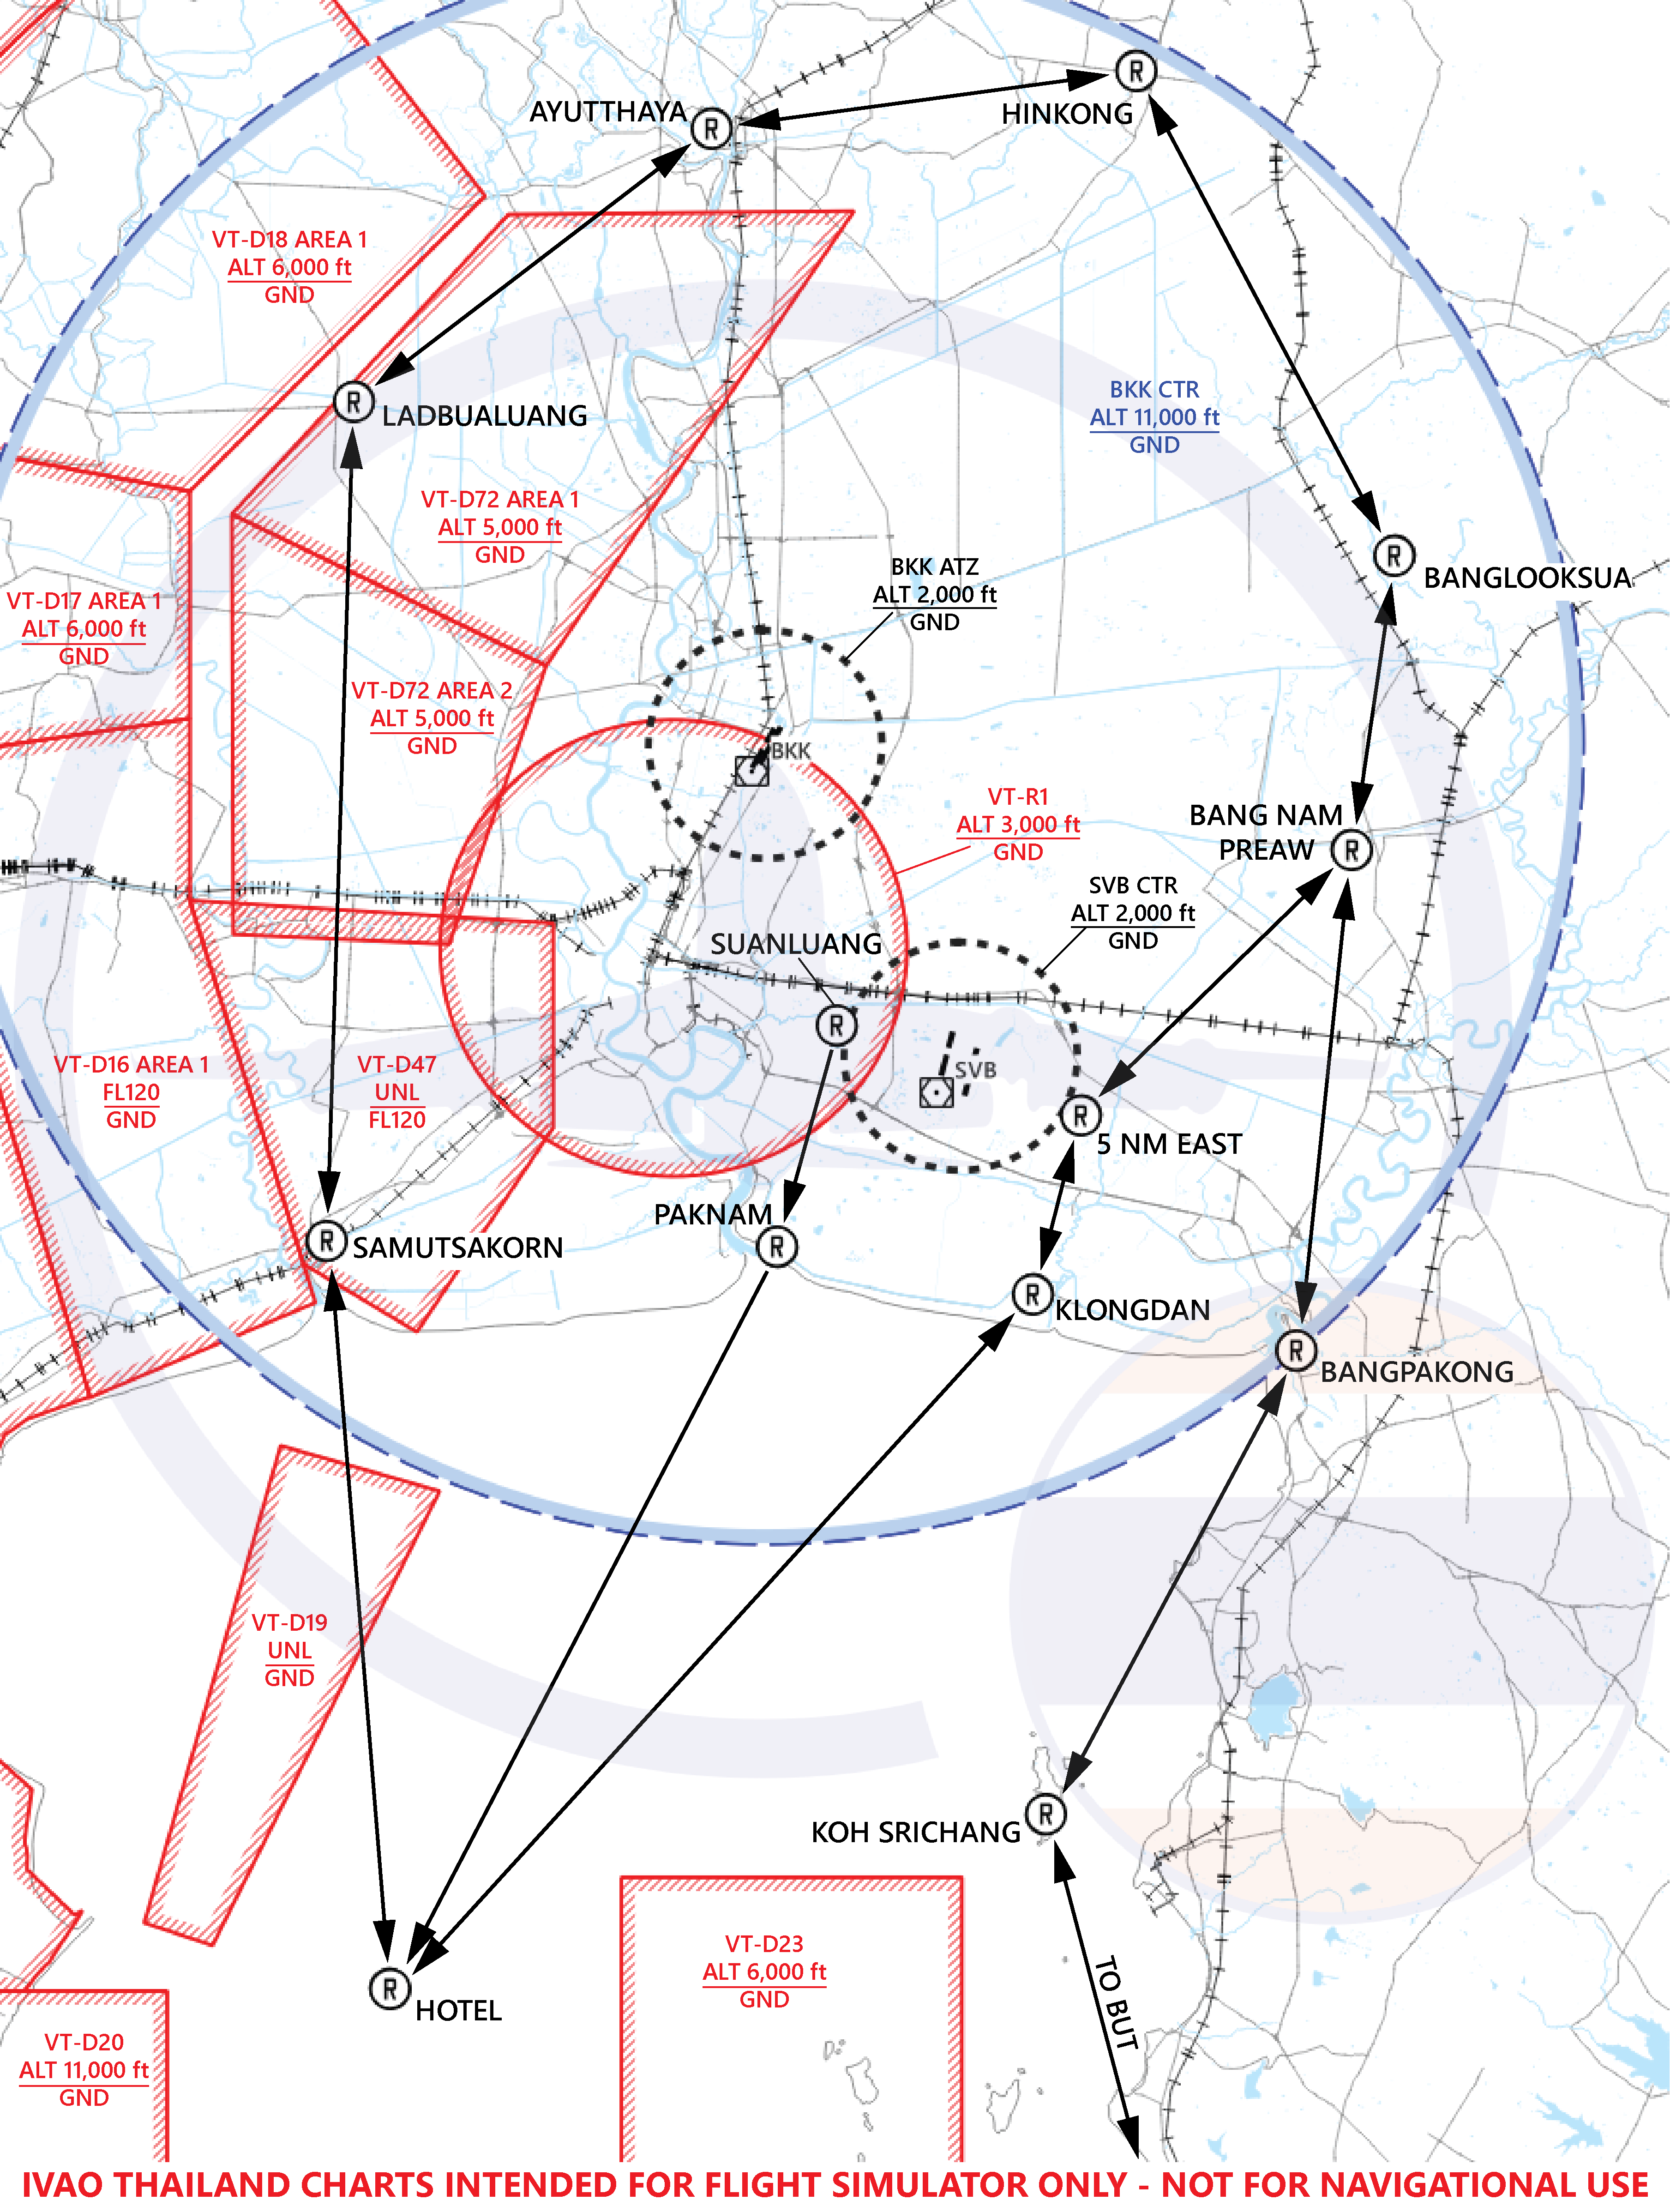 AYUTTHAYA
R
R
HINKONG
VT-D18 AREA 1
ALT 6,000 ft
GND
R
LADBUALUANG
BKK CTR
ALT 11,000 ft
GND
VT-D72 AREA 1
ALT 5,000 ft
GND
BKK ATZ
ALT 2,000 ft
GND
R
BANGLOOKSUA
VT-D17 AREA 1
ALT 6,000 ft
GND
VT-D72 AREA 2
ALT 5,000 ft
GND
BKK
VT-R1
ALT 3,000 ft
GND
BANG NAM
PREAW
R
SVB CTR
ALT 2,000 ft
GND
SUANLUANG
R
SVB
VT-D16 AREA 1
FL120
GND
VT-D47
UNL
FL120
R
5 NM EAST
PAKNAM
R
R
SAMUTSAKORN
R
KLONGDAN
R
BANGPAKONG
VT-D19
UNL
GND
KOH SRICHANG
R
VT-D23
ALT 6,000 ft
GND
TO BUT
R
HOTEL
VT-D20
ALT 11,000 ft
GND
IVAO THAILAND CHARTS INTENDED FOR FLIGHT SIMULATOR ONLY - NOT FOR NAVIGATIONAL USE